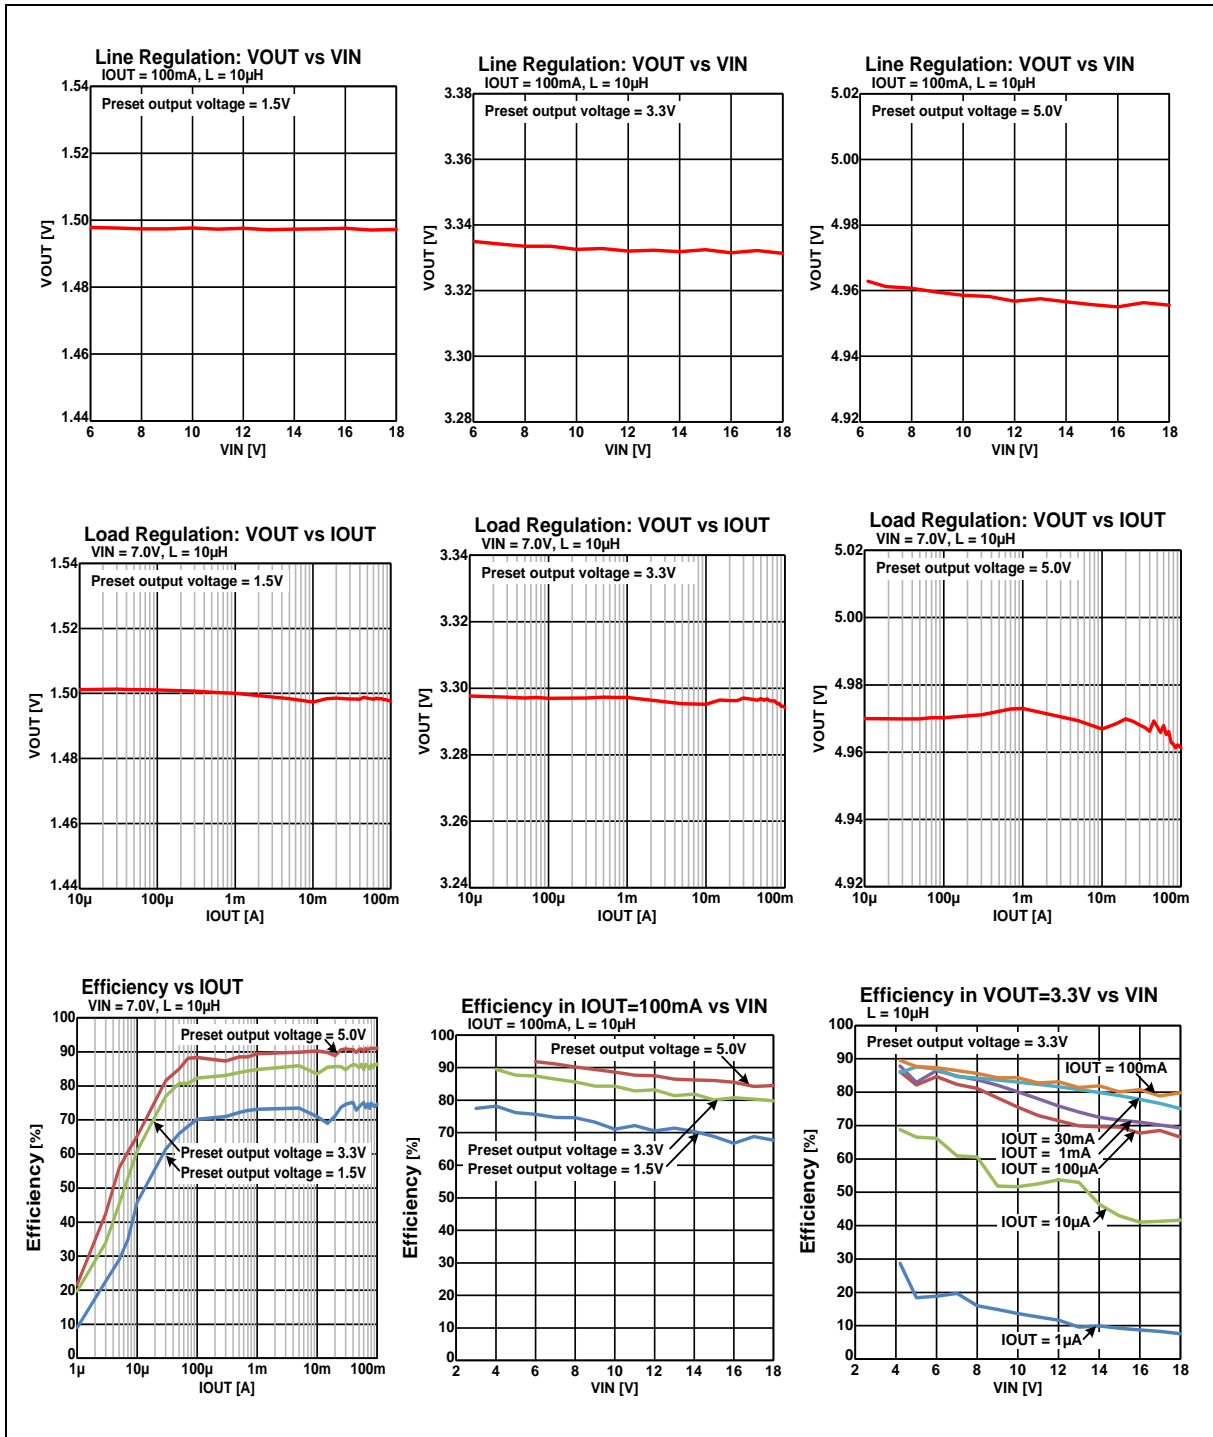 Line Regulation: VOUT vs VIN
IOUT = 100mA, L = 10µH
Preset output voltage = 1.5V
1.54
1.52
1.50
1.48
1.46
1.44
VOUT [V]
6 8 10 12 14 16 18
VIN [V]
Line Regulation: VOUT vs VIN
IOUT = 100mA, L = 10µH
Preset output voltage = 3.3V
3.38
3.36
3.34
3.32
3.30
3.28
VOUT [V]
6 8 10 12 14 16 18
VIN [V]
Line Regulation: VOUT vs VIN
IOUT = 100mA, L = 10µH
Preset output voltage = 5.0V
5.02
5.00
4.98
4.96
4.94
4.92
VOUT [V]
6 8 10 12 14 16 18
VIN [V]
Load Regulation: VOUT vs IOUT
VIN = 7.0V, L = 10µH
Preset output voltage = 1.5V
1.54
1.52
1.50
1.48
1.46
1.44
VOUT [V]
10µ 100µ 1m 10m 100m
IOUT [A]
Load Regulation: VOUT vs IOUT
VIN = 7.0V, L = 10µH
Preset output voltage = 3.3V
3.34
3.32
3.30
3.28
3.26
3.24
VOUT [V]
10µ 100µ 1m 10m 100m
IOUT [A]
Load Regulation: VOUT vs IOUT
VIN = 7.0V, L = 10µH
Preset output voltage = 5.0V
5.02
5.00
4.98
4.96
4.94
4.92
VOUT [V]
10µ 100µ 1m 10m 100m
IOUT [A]
Efficiency vs IOUT
VIN = 7.0V, L = 10µH
100
90
80
70
60
50
40
30
20
10
0
Efficiency [%]
Preset output voltage = 5.0V
Preset output voltage = 3.3V
Preset output voltage = 1.5V
1µ 10µ 100µ 1m 10m 100m
IOUT [A]
Efficiency in IOUT=100mA vs VIN
IOUT = 100mA, L = 10µH
100
90
80
70
60
50
40
30
20
10
0
Efficiency [%]
Preset output voltage = 5.0V
Preset output voltage = 3.3V
Preset output voltage = 1.5V
2 4 6 8 10 12 14 16 18
VIN [V]
Efficiency in VOUT=3.3V vs VIN
L = 10µH
Preset output voltage = 3.3V
100
90
80
70
60
50
40
30
20
10
0
Efficiency [%]
IOUT = 100mA
IOUT = 30mA
IOUT = 1mA
IOUT = 100µA
IOUT = 10µA
IOUT = 1µA
2 4 6 8 10 12 14 16 18
VIN [V]